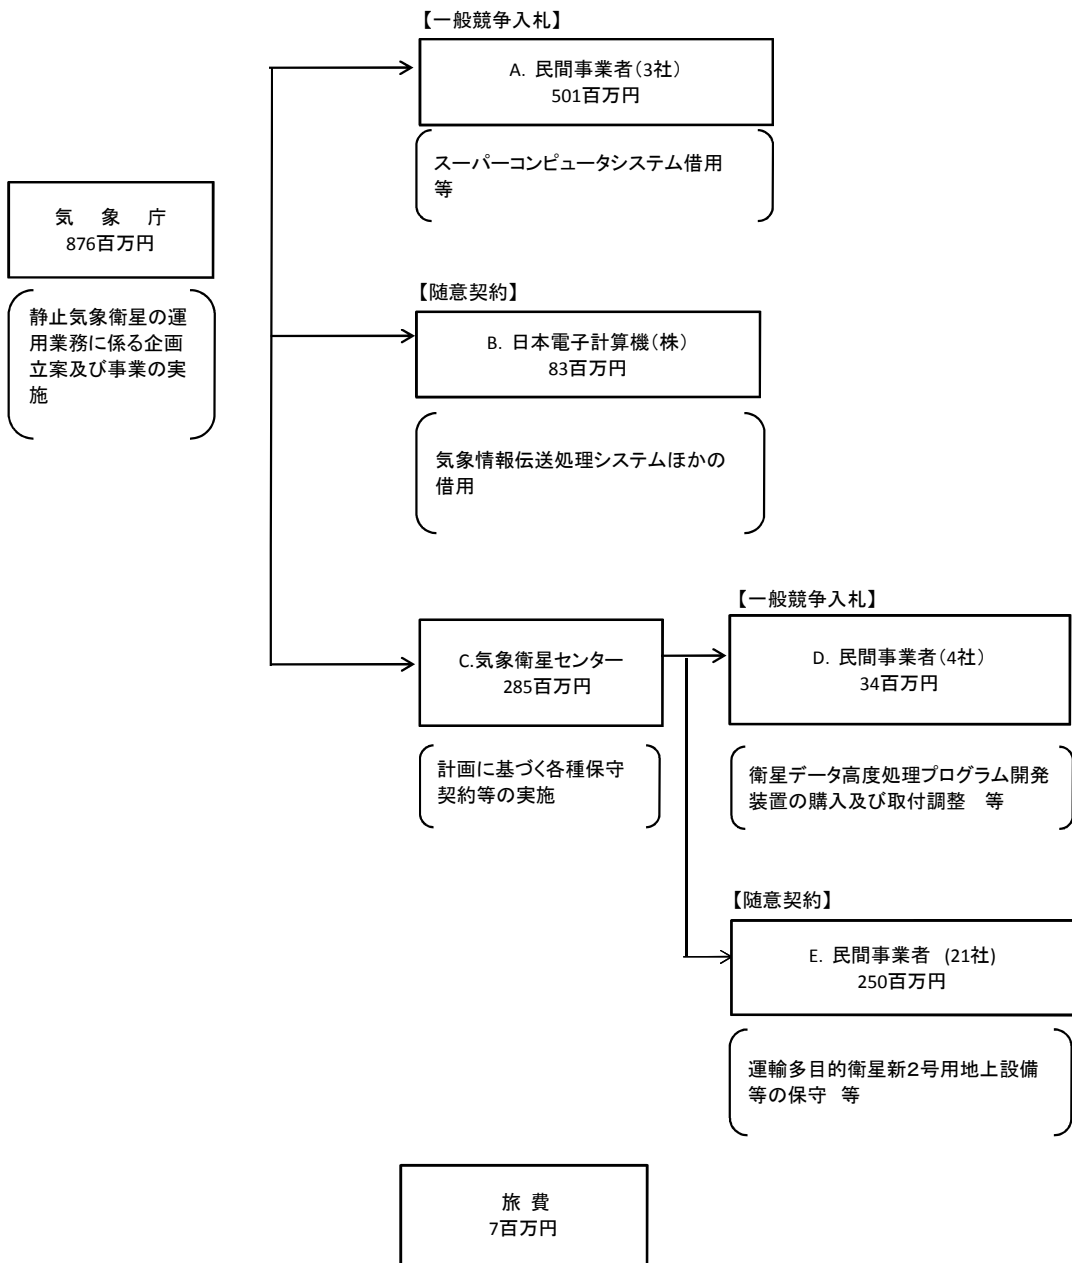 【一般競争入札】
A. 民間事業者（3社）
501百万円
スーパーコンピュータシステム借用
等
気　象　庁
876百万円
静止気象衛星の運
用業務に係る企画
立案及び事業の実
施
【随意契約】
B. 日本電子計算機（株）
83百万円
気象情報伝送処理システムほかの
借用
C.気象衛星センター
285百万円
計画に基づく各種保守
契約等の実施
【一般競争入札】
D. 民間事業者（4社）
34百万円
衛星データ高度処理プログラム開発
装置の購入及び取付調整　等
【随意契約】
E. 民間事業者 (21社)
250百万円
運輸多目的衛星新２号用地上設備
等の保守　等
旅 費
7百万円